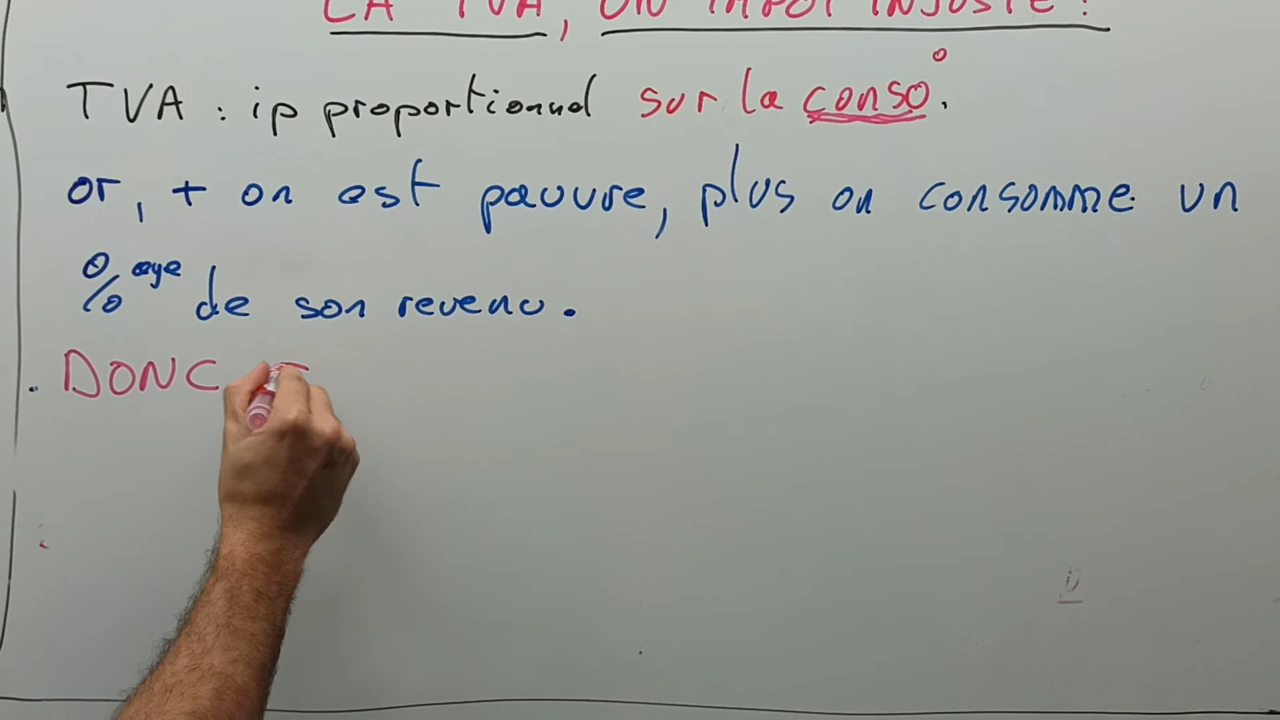 LA TVA, UN IMPOT INJUSTE ?
TVA : ip proportionnel sur la conso°.
or, + on est pauvre, plus on consomme un
% age de son revenu.
. DONC